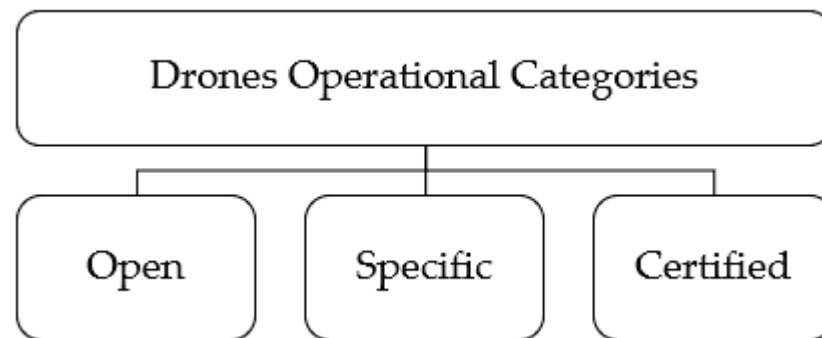 Drones Operational Categories
Open
Specific
Certified